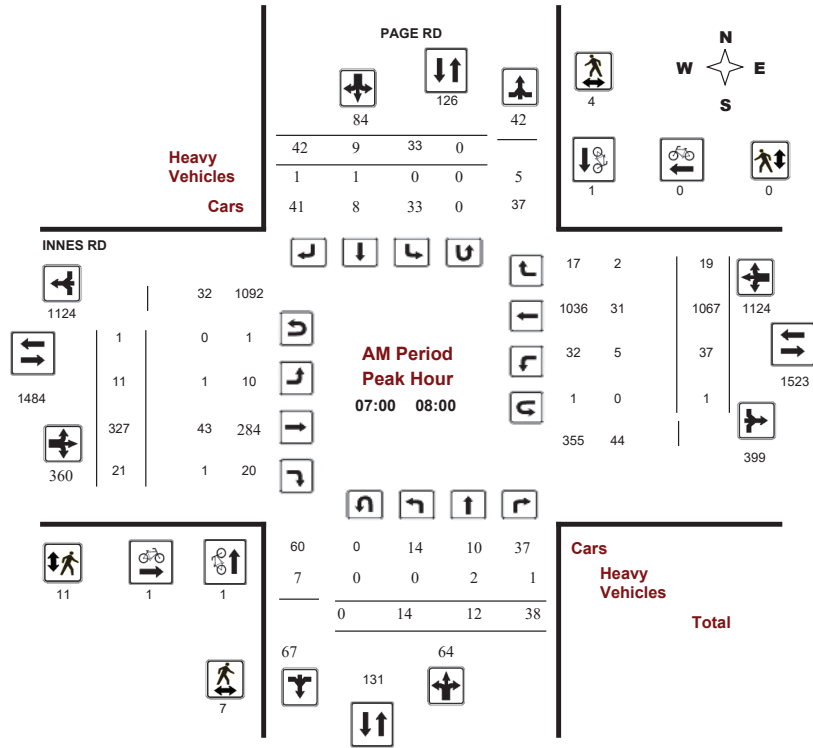 PAGE RD
N
W E
S
126
4
84 42
42 9 33 0
Heavy
Vehicles
1 1 0 0 5
Cars
41 8 33 0 37
1 0 0
INNES RD
1124
32 1092
1 0 1
1484
11 1 10
327 43 284
360
21 1 20
AM Period
Peak Hour
07:00 08:00
17 2 19
1036 31 1067 1124
32 5 37
1523
1 0 1
355 44
399
60 0 14 10 37
Cars
7 0 0 2 1
Heavy
Vehicles
0 14 12 38
Total
11 1 1
67 64
131
7